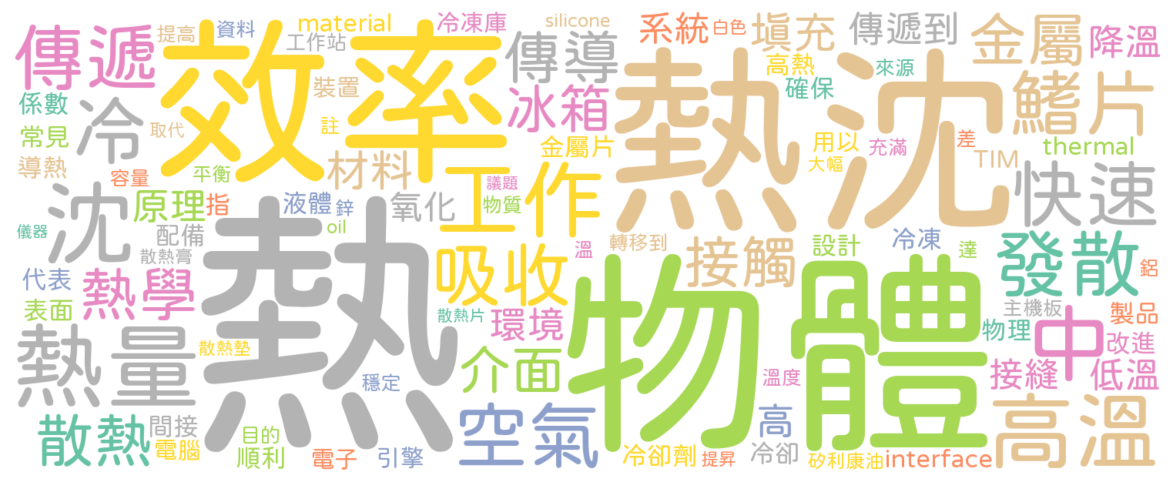 傳遞
提高
資料
material
冷凍庫
silicone
系統
白色
填充
傳遞到
金屬
降溫
效率
工作站
傳導
高熱
來源
熱沈
係數
冷
裝置
冰箱
確保
鰭片
常見
取代
註
金屬片
用以
充滿
差
thermal
導熱
容量
平衡
材料
議題
工作
大幅
TIM
快速
沈
原理
指
液體
鋅
氧化
物質
儀器
配備
oil
散熱膏
溫
轉移到
設計
冷凍
達
發散
代表
熱學
熱
吸收
接觸
鋁
表面
散熱片
環境
物體
主機板
製品
熱量
散熱墊
穩定
介面
物理
中
改進
溫度
接縫
低溫
散熱
間接
空氣
高
高溫
電腦
目的
順利
電子
引擎
冷卻劑
提昇
冷卻
矽利康油
interface